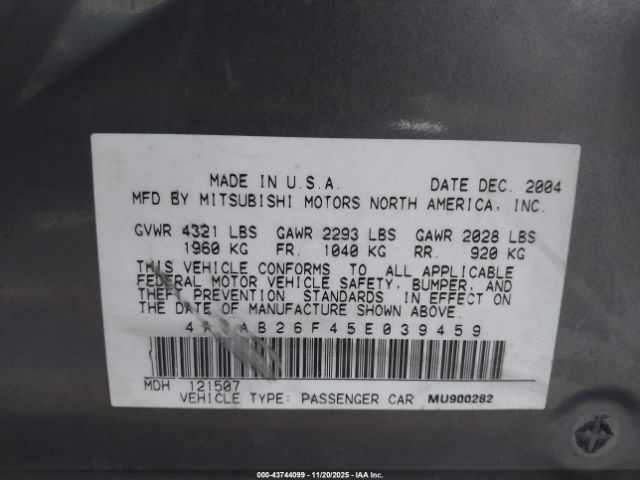 MADE IN U.S.A. DATE DEC. 2004
MFD BY MITSUBISHI MOTORS NORTH AMERICA, INC.
GVWR 4321 LBS GAWR 2293 LBS GAWR 2028 LBS
1960 KG FR. 1040 KG RR. 920 KG
THIS VEHICLE CONFORMS TO ALL APPLICABLE
FEDERAL MOTOR VEHICLE SAFETY, BUMPER, AND
THEFT PREVENTION STANDARDS IN EFFECT ON
THE DATE OF MANUFACTURE SHOWN ABOVE.
AB26F45E039459
MDH 121507
VEHICLE TYPE: PASSENGER CAR MU900282
000-43744099 - 11/20/2025 - IAA Inc.